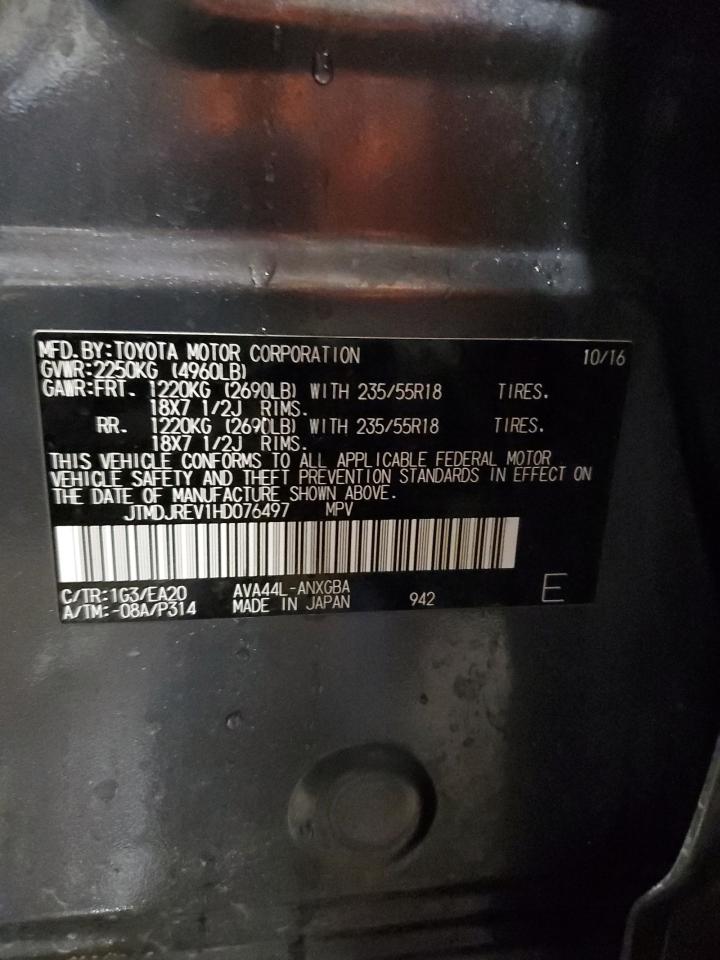 MFD.BY:TOYOTA MOTOR CORPORATION 10/16
GVWR:2250KG (4960LB)
GAWR:FRT. 1220KG (2690LB) WITH 235/55R18 TIRES.
18X7 1/2J RIMS.
RR. 1220KG (2690LB) WITH 235/55R18 TIRES.
18X7 1/2J RIMS.
THIS VEHICLE CONFORMS TO ALL APPLICABLE FEDERAL MOTOR
VEHICLE SAFETY AND THEFT PREVENTION STANDARDS IN EFFECT ON
THE DATE OF MANUFACTURE SHOWN ABOVE.
JTMDJREV1HD076497 MPV
C/TR:1G3/EA20 AVA44L-ANXGBA
A/TM:-08A/P314 MADE IN JAPAN 942 E